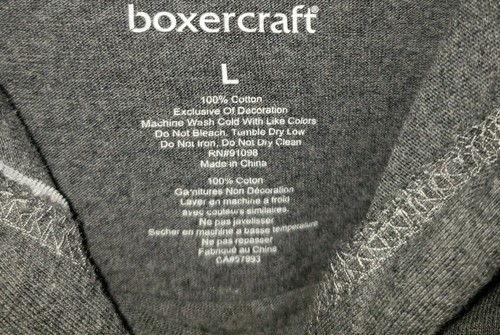 boxercraft®
L
100% Cotton
Exclusive Of Decoration
Machine Wash Cold With Like Colors
Do Not Bleach, Tumble Dry Low
Do Not Iron, Do Not Dry Clean
RN#91098
Made in China
100% Coton
Garnitures Non Décoration
Laver en machine à froid
avec couleurs similaires.
Ne pas javelliser
Secher en machine a basse temperature
Ne pas repasser
Fabriqué au Chine
CA#57993